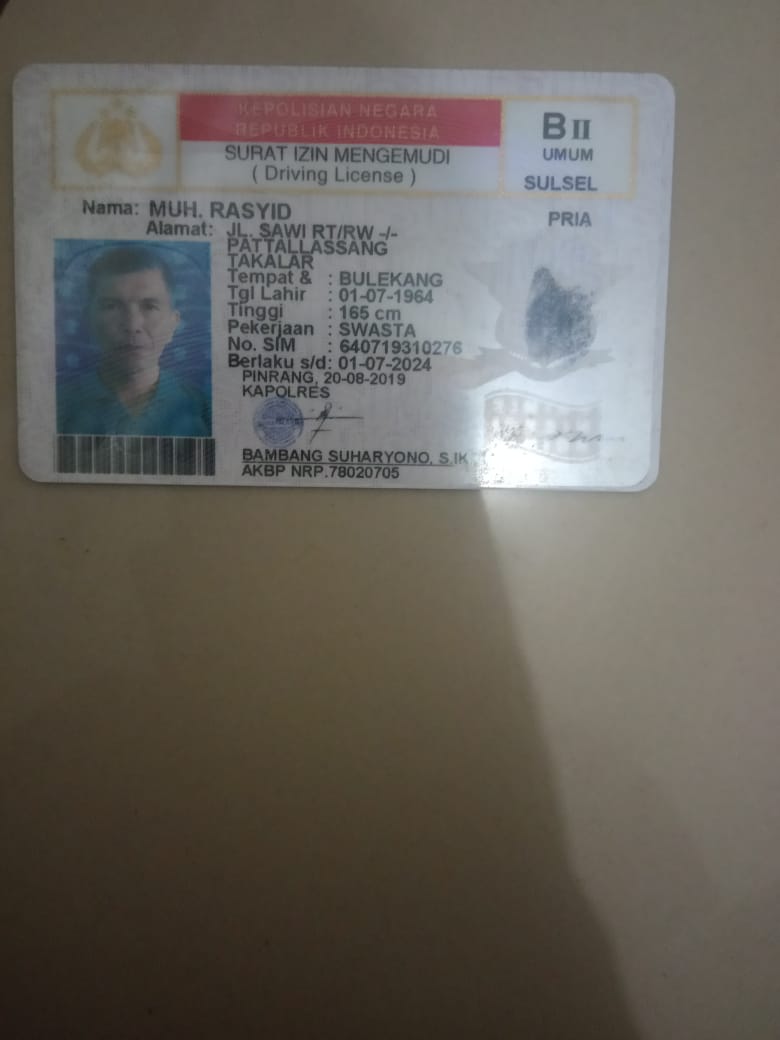 KEPOLISIAN NEGARA
REPUBLIK INDONESIA
SURAT IZIN MENGEMUDI
( Driving License )
B II
UMUM
SULSEL
PRIA
Nama: MUH. RASYID
Alamat: JL. SAWI RT/RW -/-
PATTALLASSANG
TAKALAR
Tempat & : BULEKANG
Tgl Lahir : 01-07-1964
Tinggi : 165 cm
Pekerjaan : SWASTA
No. SIM : 640719310276
Berlaku s/d: 01-07-2024
PINRANG, 20-08-2019
KAPOLRES
BAMBANG SUHARYONO, S.IK
AKBP NRP.78020705